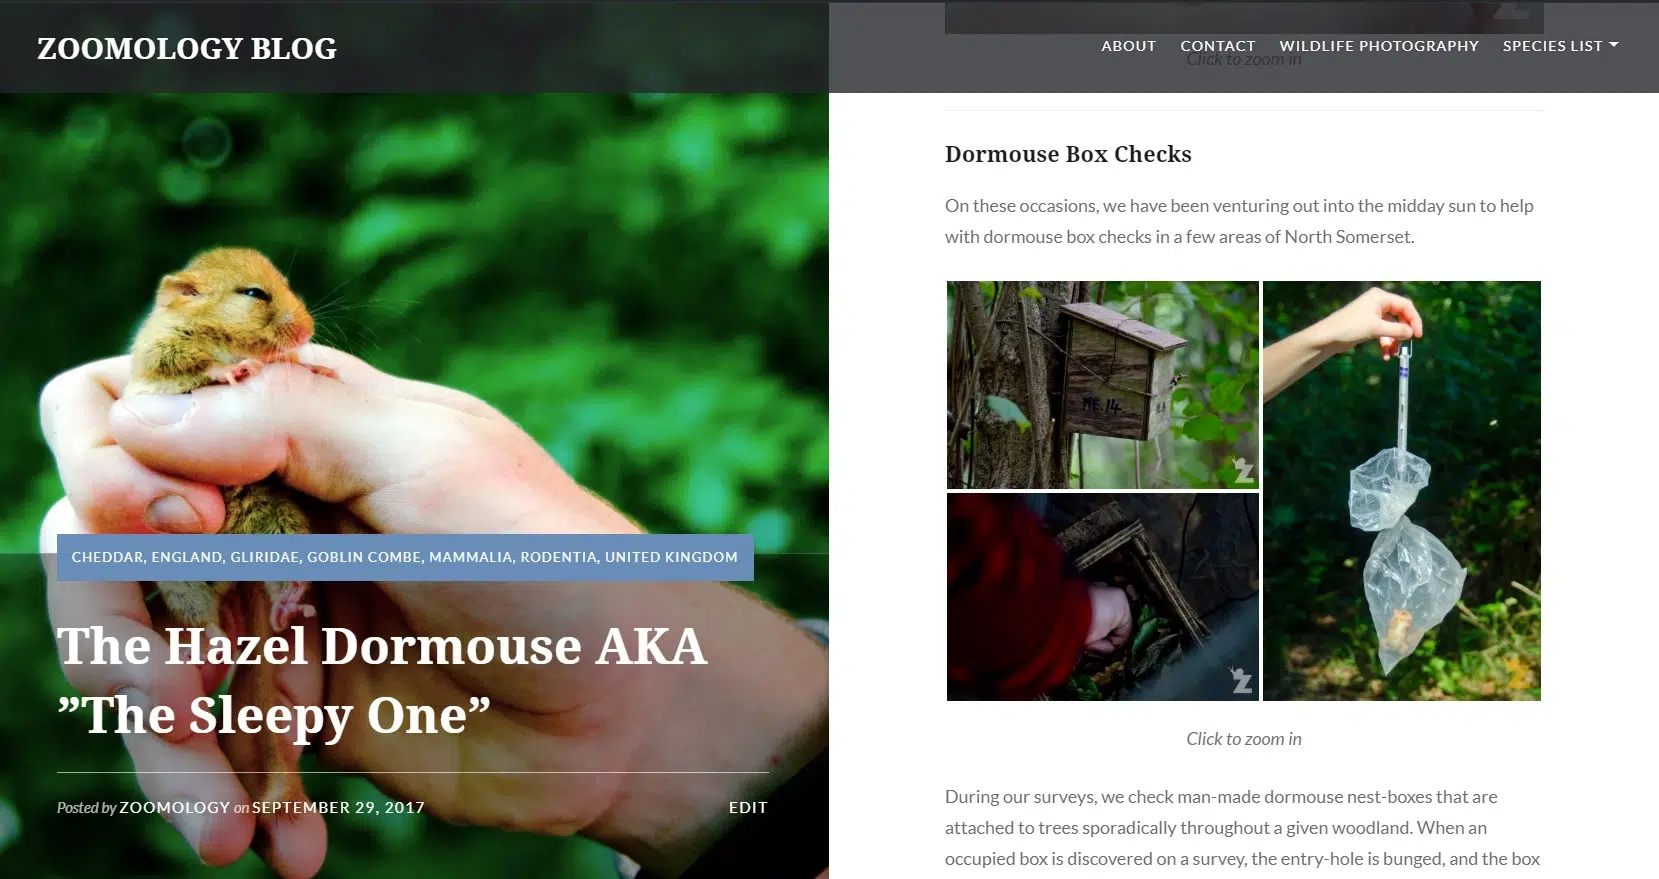 ZOOMOLOGY BLOG
ABOUT CONTACT WILDLIFE PHOTOGRAPHY SPECIES LIST
Click to zoom in
CHEDDAR, ENGLAND, GLIRIDAE, GOBLIN COMBE, MAMMALIA, RODENTIA, UNITED KINGDOM
The Hazel Dormouse AKA
”The Sleepy One”
Posted by ZOOMOLOGY on SEPTEMBER 29, 2017
EDIT
Dormouse Box Checks
On these occasions, we have been venturing out into the midday sun to help
with dormouse box checks in a few areas of North Somerset.
ME.14
Click to zoom in
During our surveys, we check man-made dormouse nest-boxes that are
attached to trees sporadically throughout a given woodland. When an
occupied box is discovered on a survey, the entry-hole is bunged, and the box